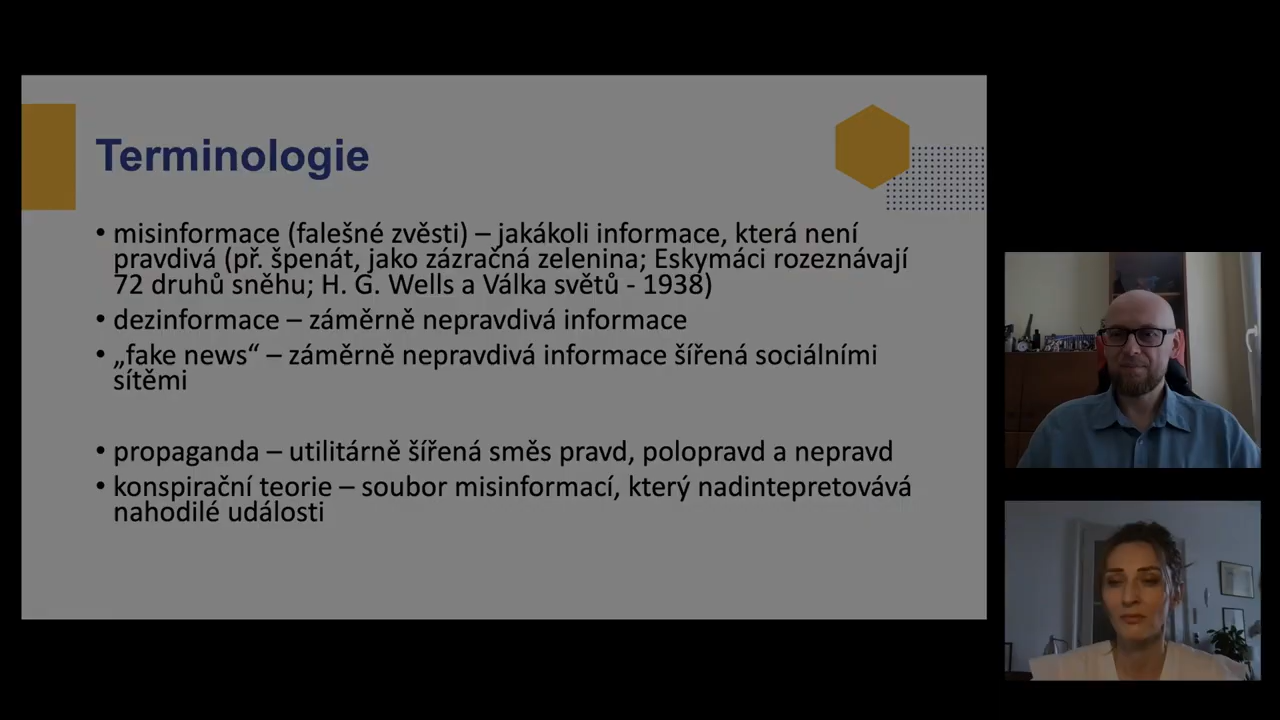 Terminologie
• misinformace (falešné zvěsti) – jakákoli informace, která není
pravdivá (př. špenát, jako zázračná zelenina; Eskymáci rozeznávají
72 druhů sněhu; H. G. Wells a Válka světů - 1938)
• dezinformace – záměrně nepravdivá informace
• „fake news“ – záměrně nepravdivá informace šířená sociálními
sítěmi
• propaganda – utilitárně šířená směs pravd, polopravd a nepravd
• konspirační teorie – soubor misinformací, který nadintepretovává
nahodilé události